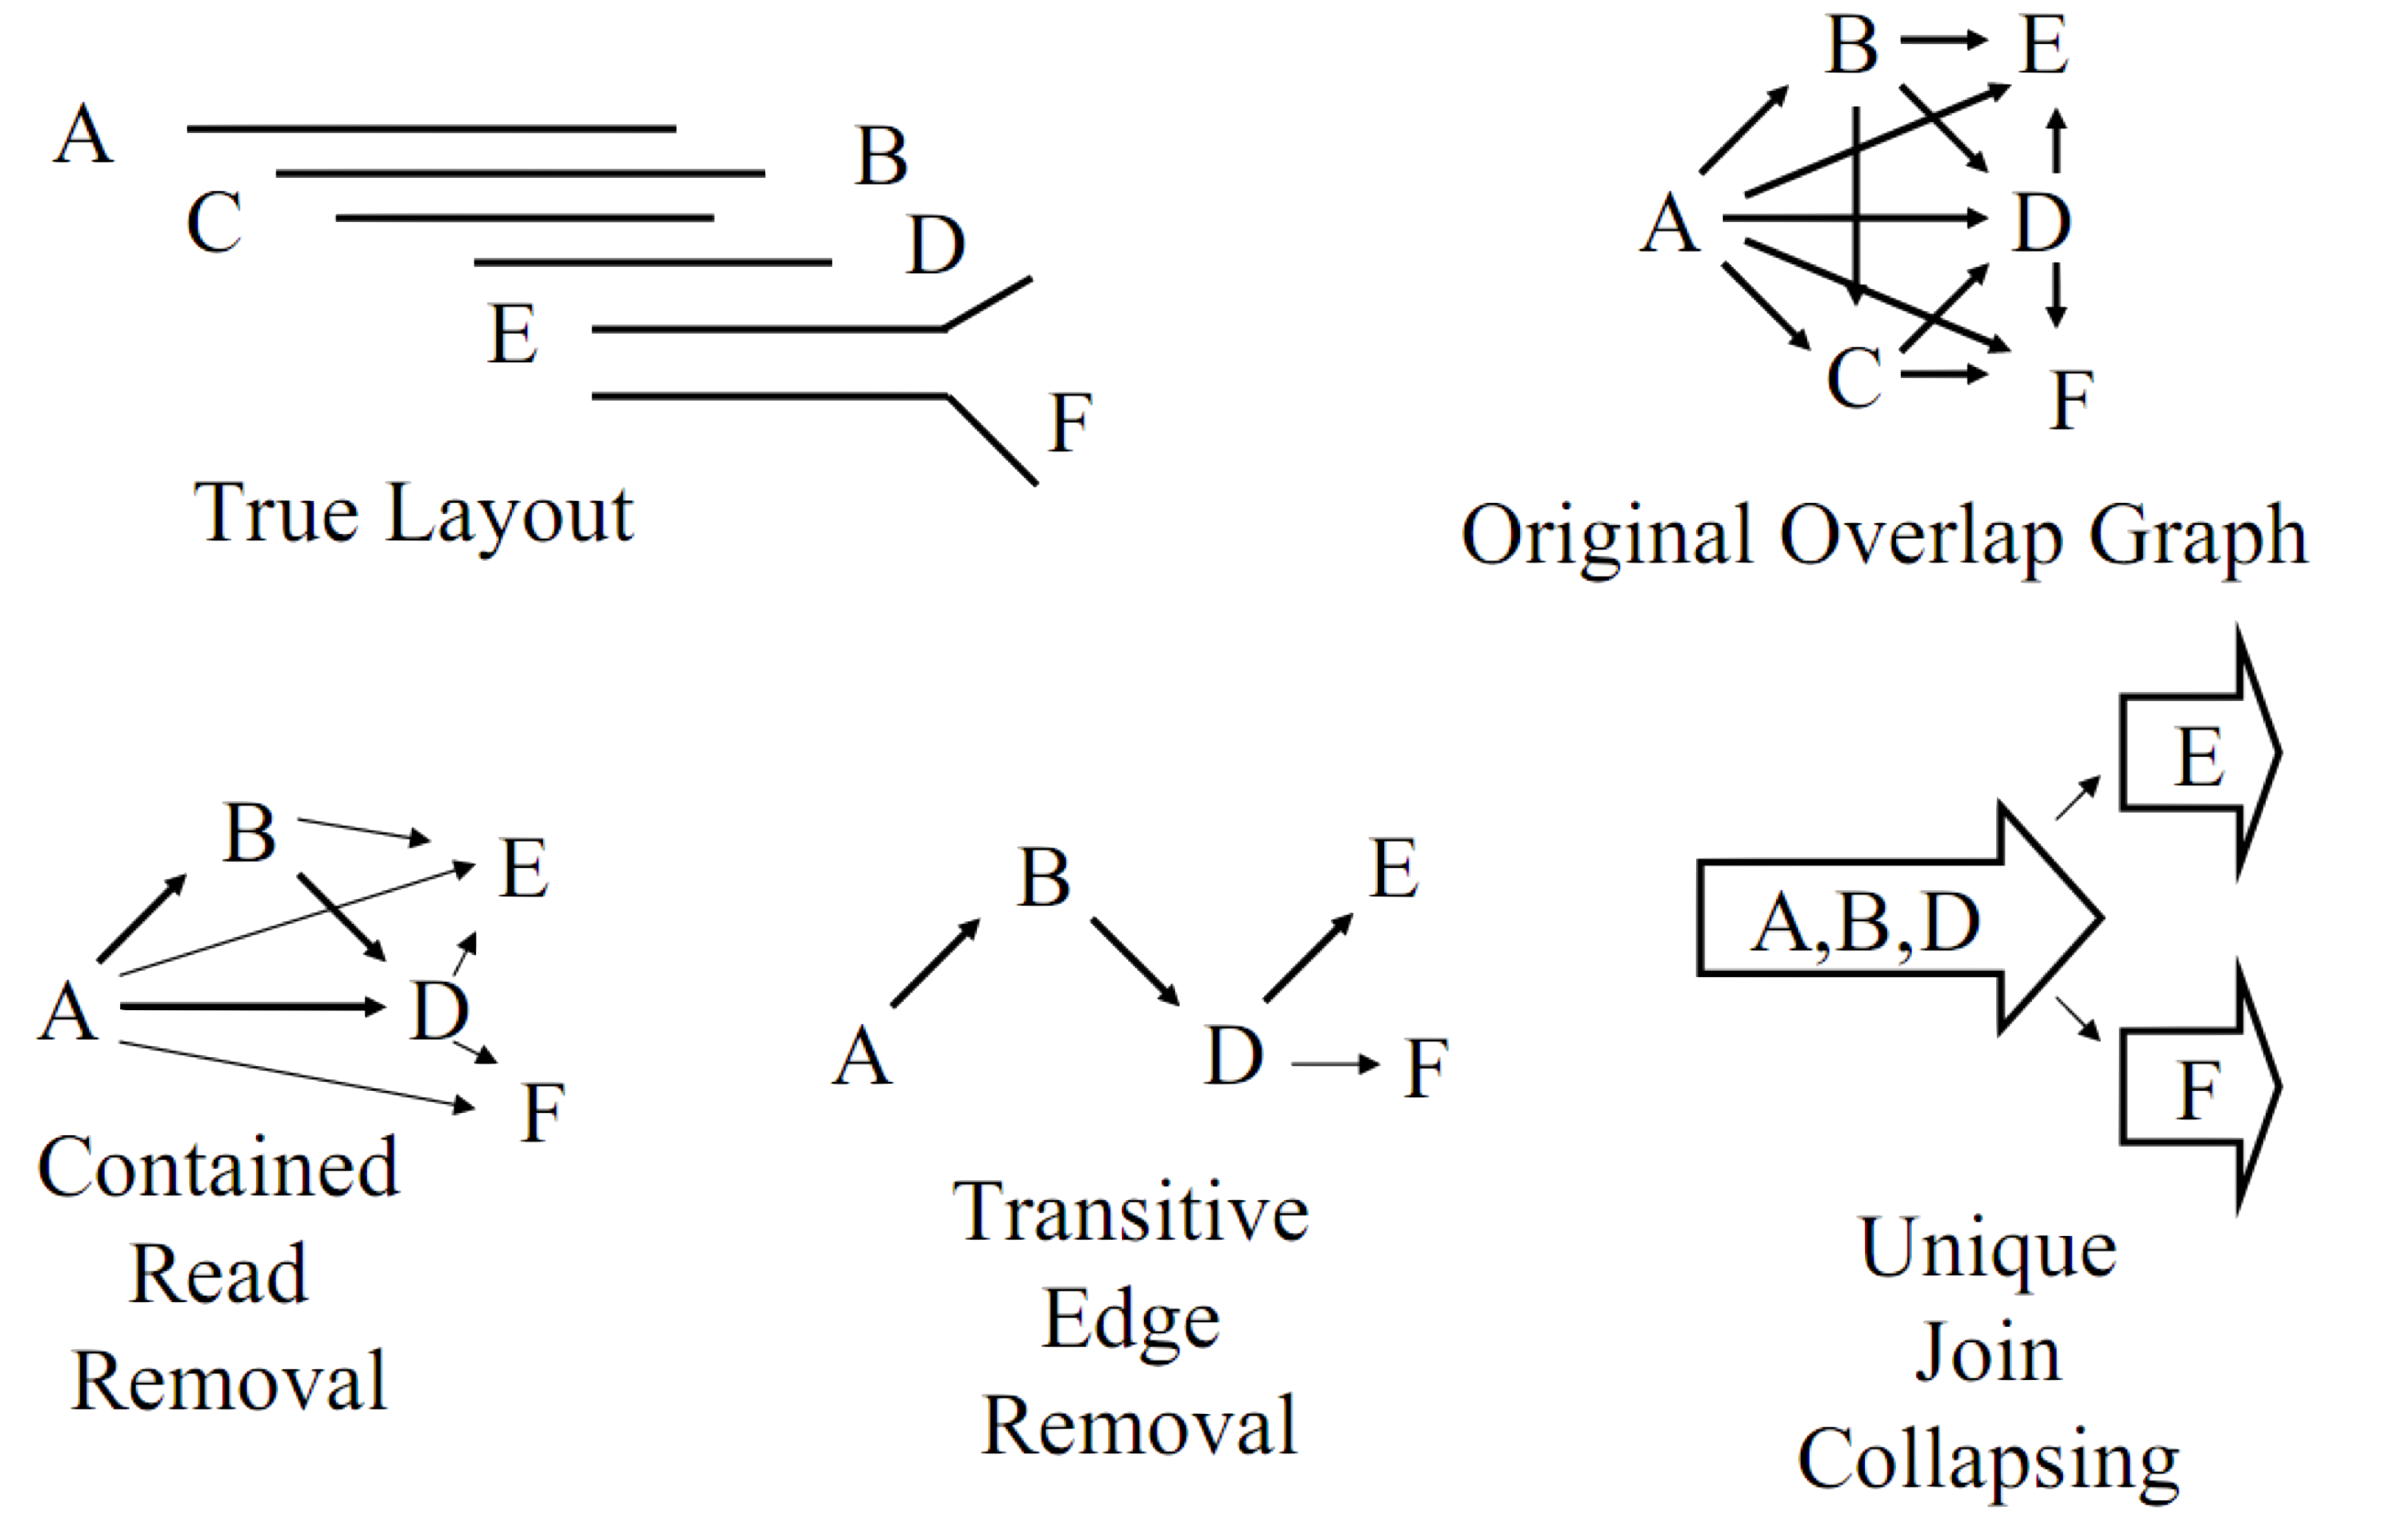 A
B
C
D
E
F
True Layout
B
E
A
D
C
F
Original Overlap Graph
B
E
A
D
F
Contained
Read
Removal
B
E
A
D
F
Transitive
Edge
Removal
E
A,B,D
F
Unique
Join
Collapsing